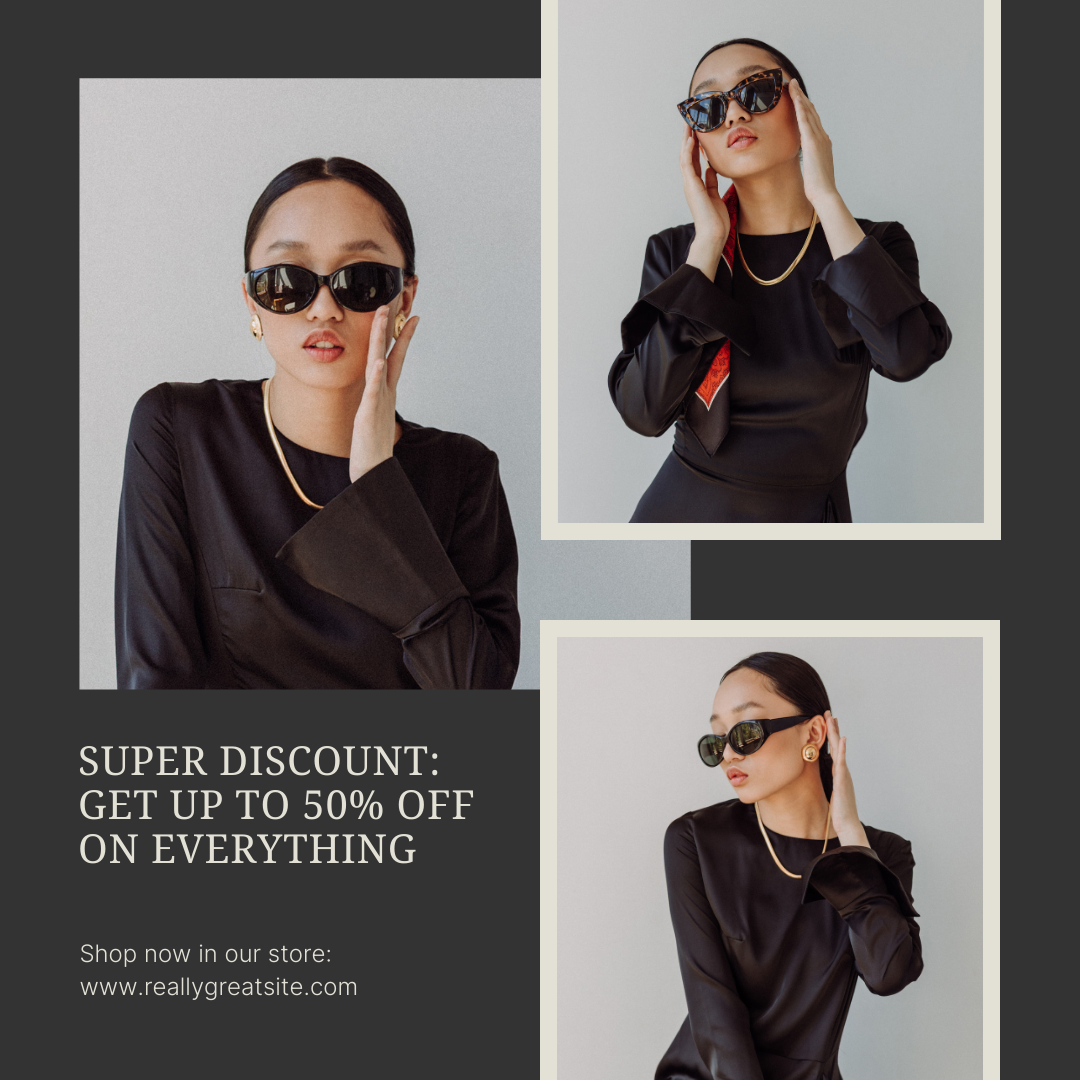 SUPER DISCOUNT:
GET UP TO 50% OFF
ON EVERYTHING
Shop now in our store:
www.reallygreatsite.com